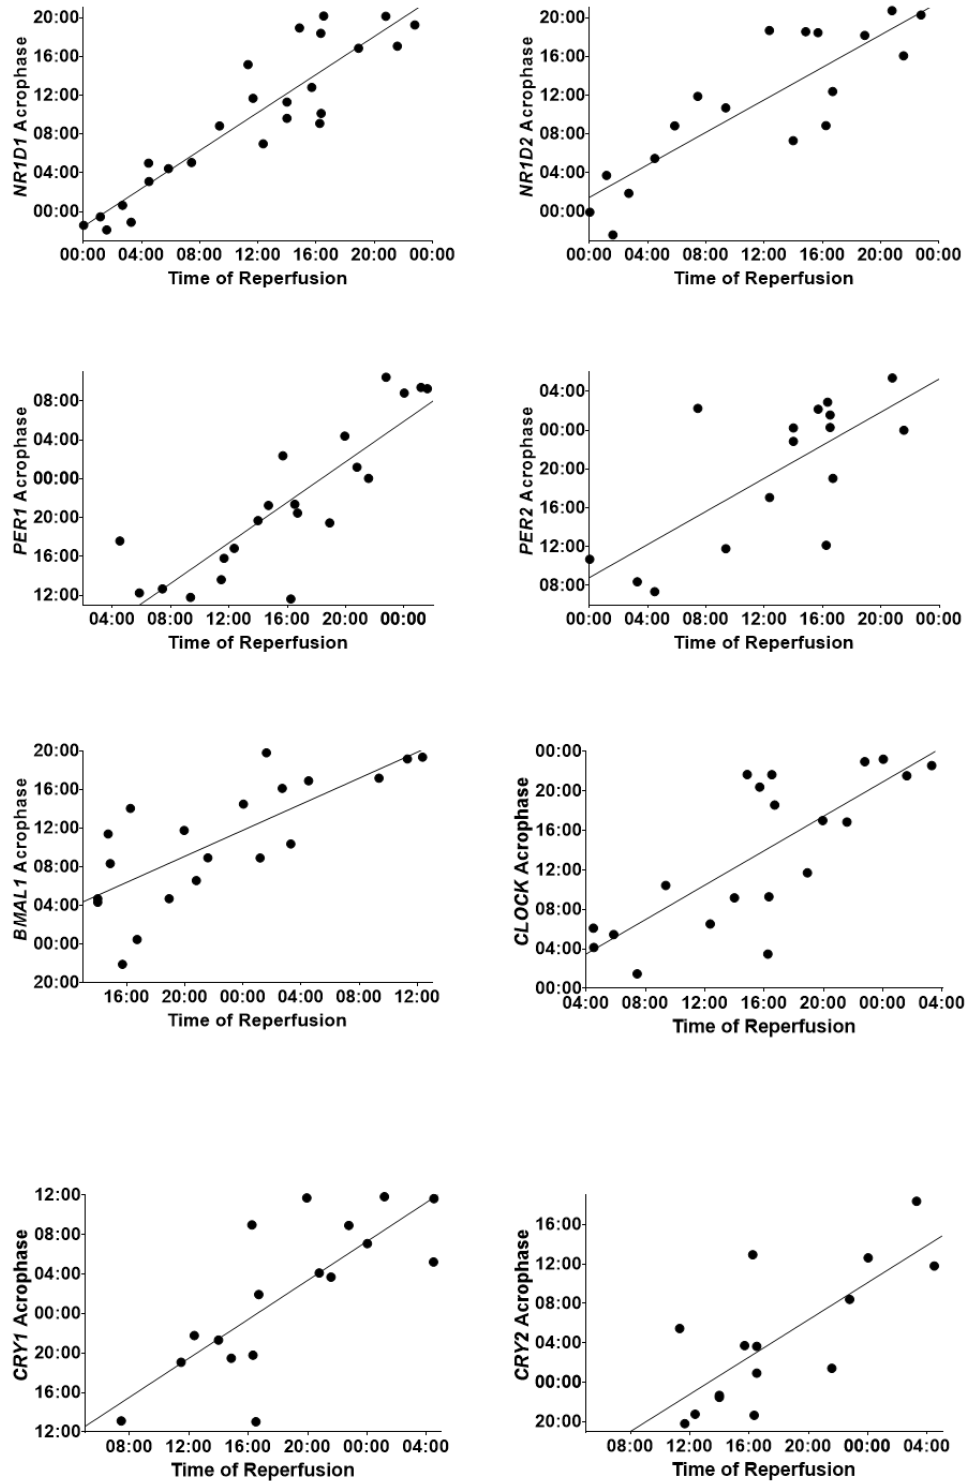 20:00
16:00
12:00
08:00
04:00
00:00
NR1D1 Acrophase
00:00 04:00 08:00 12:00 16:00 20:00 00:00
Time of Reperfusion
20:00
16:00
12:00
08:00
04:00
00:00
NR1D2 Acrophase
00:00 04:00 08:00 12:00 16:00 20:00 00:00
Time of Reperfusion
08:00
04:00
00:00
20:00
16:00
12:00
PER1 Acrophase
04:00 08:00 12:00 16:00 20:00 00:00
Time of Reperfusion
04:00
00:00
20:00
16:00
12:00
08:00
PER2 Acrophase
00:00 04:00 08:00 12:00 16:00 20:00 00:00
Time of Reperfusion
20:00
16:00
12:00
08:00
04:00
00:00
20:00
BMAL1 Acrophase
16:00 20:00 00:00 04:00 08:00 12:00
Time of Reperfusion
00:00
20:00
16:00
12:00
08:00
04:00
00:00
CLOCK Acrophase
04:00 08:00 12:00 16:00 20:00 00:00 04:00
Time of Reperfusion
12:00
08:00
04:00
00:00
20:00
16:00
12:00
CRY1 Acrophase
08:00 12:00 16:00 20:00 00:00 04:00
Time of Reperfusion
16:00
12:00
08:00
04:00
00:00
20:00
CRY2 Acrophase
08:00 12:00 16:00 20:00 00:00 04:00
Time of Reperfusion